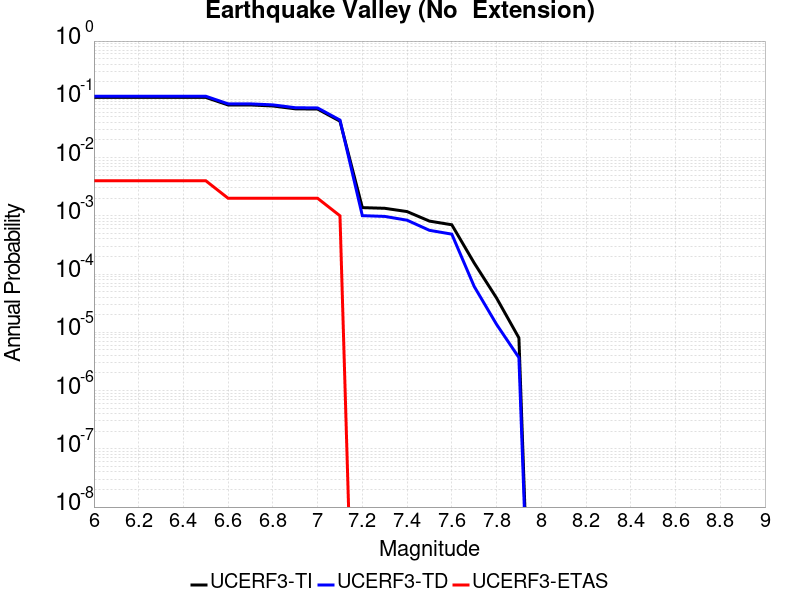 Earthquake Valley (No  Extension)
10^0
10^-1
10^-2
10^-3
10^-4
10^-5
10^-6
10^-7
10^-8
Annual Probability
6 6.2 6.4 6.6 6.8 7 7.2 7.4 7.6 7.8 8 8.2 8.4 8.6 8.8 9
Magnitude
UCERF3-TI UCERF3-TD UCERF3-ETAS